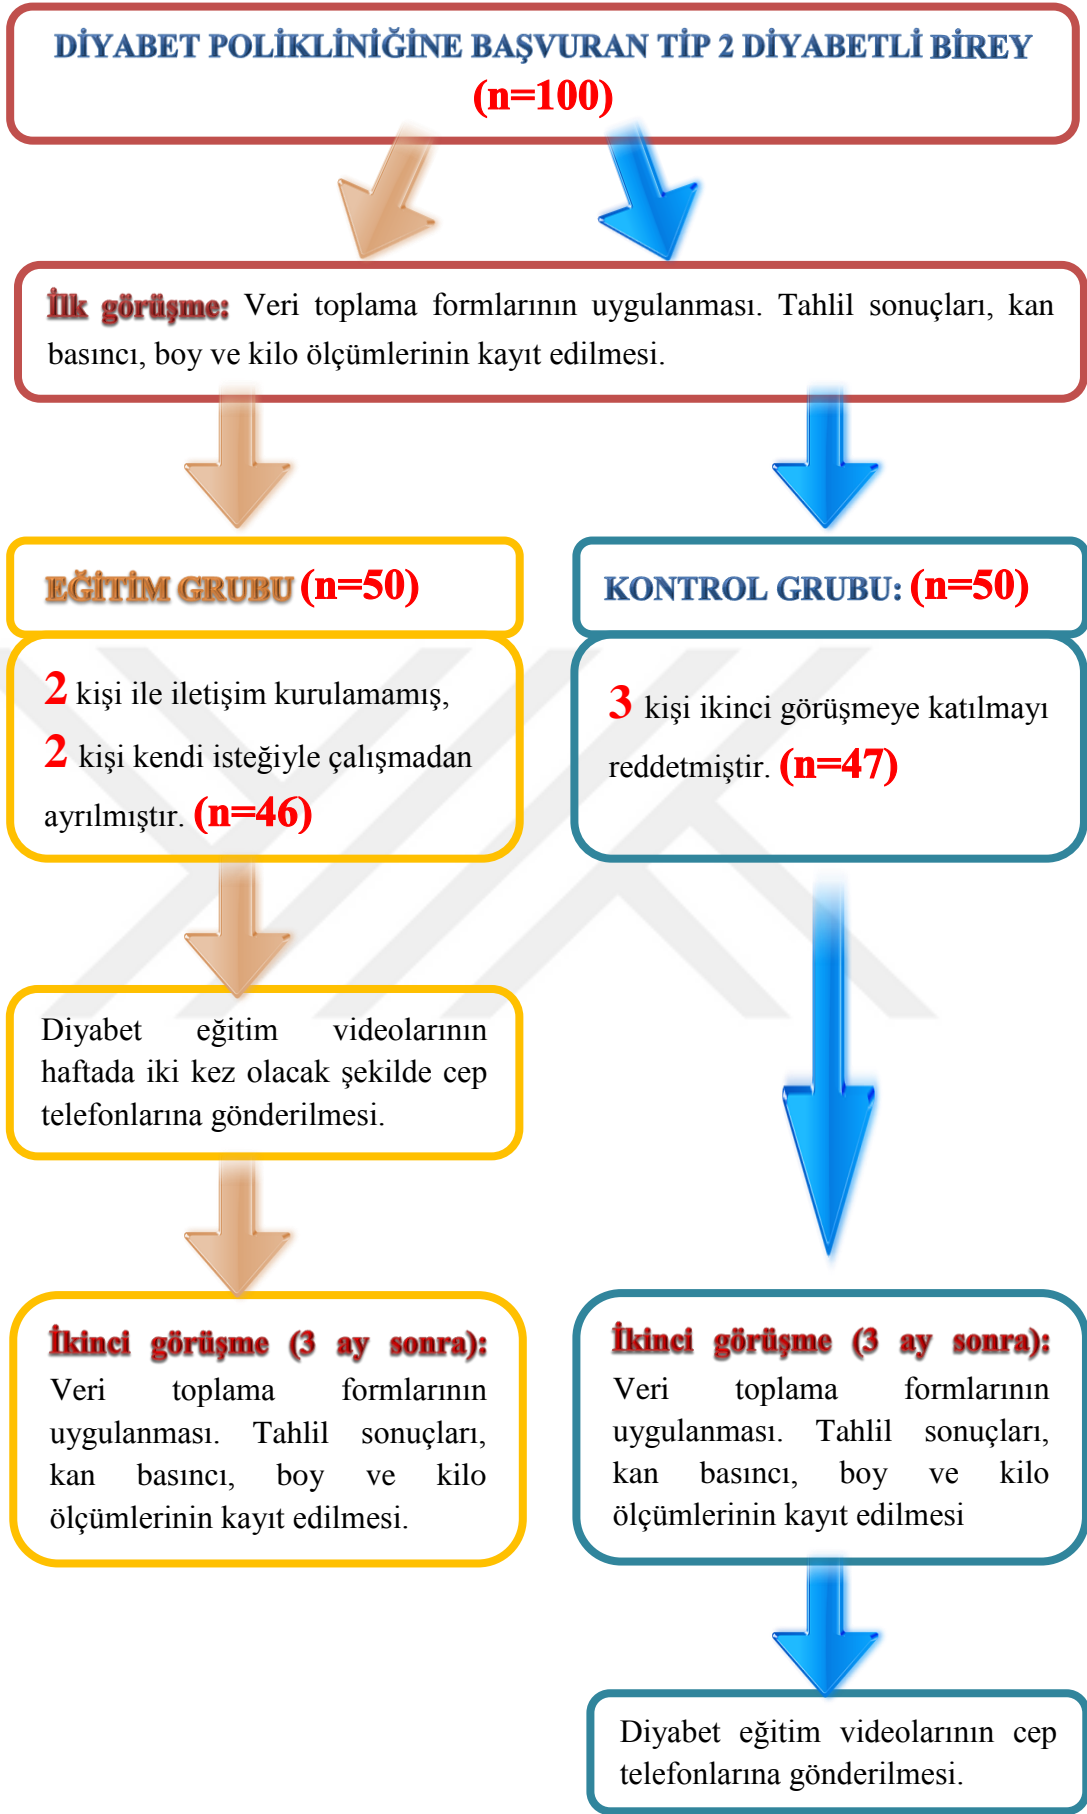 DİYABET POLİKLİNİĞİNE BAŞVURAN TİP 2 DİYABETLİ BİREY
(n=100)
İlk görüşme: Veri toplama formlarının uygulanması. Tahlil sonuçları, kan
basıncı, boy ve kilo ölçümlerinin kayıt edilmesi.
EĞİTİM GRUBU (n=50)
2 kişi ile iletişim kurulamamış,
2 kişi kendi isteğiyle çalışmadan
ayrılmıştır. (n=46)
KONTROL GRUBU: (n=50)
3 kişi ikinci görüşmeye katılmayı
reddetmiştir. (n=47)
Diyabet eğitim videolarının
haftada iki kez olacak şekilde cep
telefonlarına gönderilmesi.
İkinci görüşme (3 ay sonra):
Veri toplama formlarının
uygulanması. Tahlil sonuçları,
kan basıncı, boy ve kilo
ölçümlerinin kayıt edilmesi.
İkinci görüşme (3 ay sonra):
Veri toplama formlarının
uygulanması. Tahlil sonuçları,
kan basıncı, boy ve kilo
ölçümlerinin kayıt edilmesi
Diyabet eğitim videolarının cep
telefonlarına gönderilmesi.